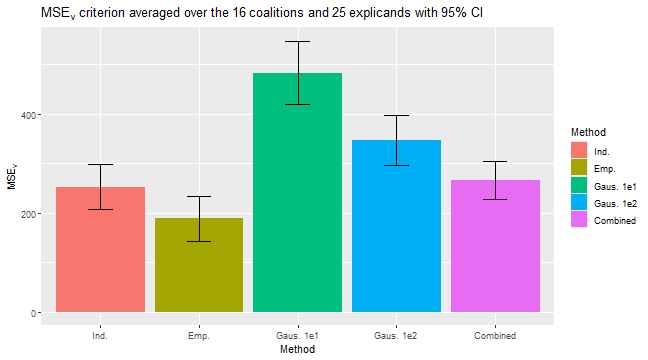 MSEv criterion averaged over the 16 coalitions and 25 explicands with 95% CI
MSEv
400
200
0
Ind.
Emp.
Gaus. 1e1
Gaus. 1e2
Combined
Method
Method
Ind.
Emp.
Gaus. 1e1
Gaus. 1e2
Combined